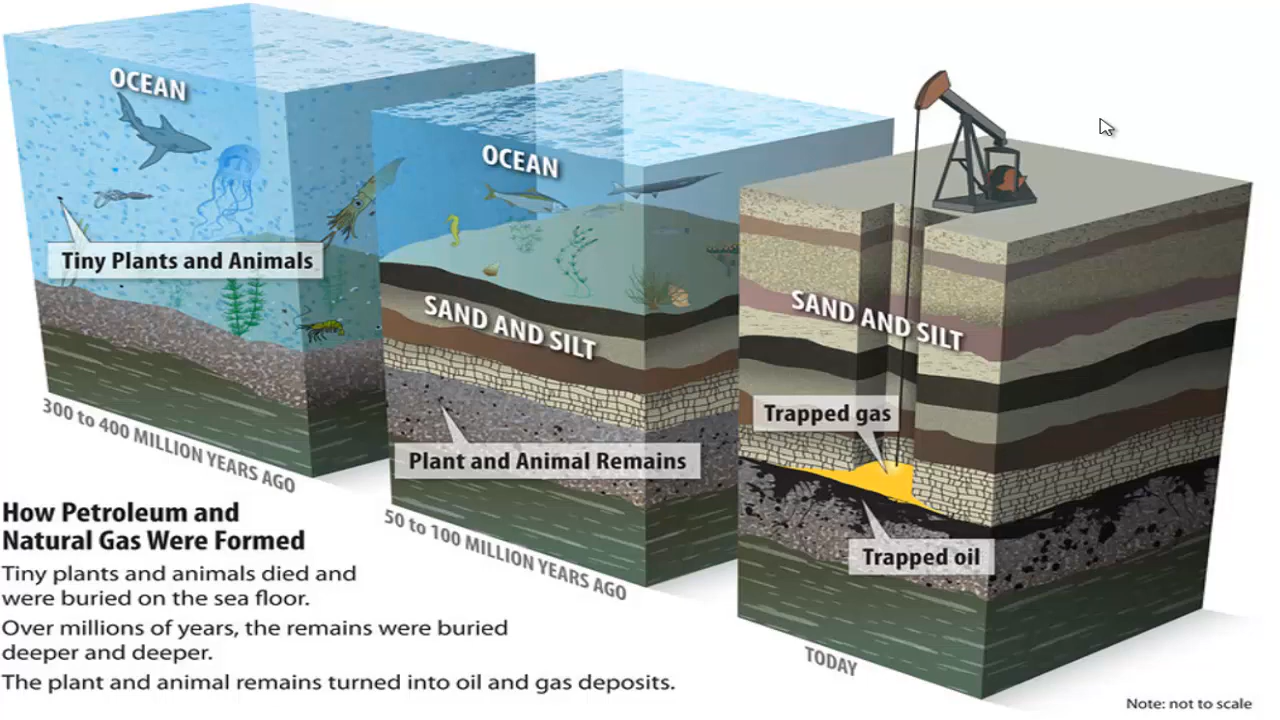 OCEAN
Tiny Plants and Animals
300 to 400 MILLION YEARS AGO
OCEAN
SAND AND SILT
Plant and Animal Remains
50 to 100 MILLION YEARS AGO
SAND AND SILT
Trapped gas
Trapped oil
TODAY
How Petroleum and
Natural Gas Were Formed
Tiny plants and animals died and
were buried on the sea floor.
Over millions of years, the remains were buried
deeper and deeper.
The plant and animal remains turned into oil and gas deposits.
Note: not to scale